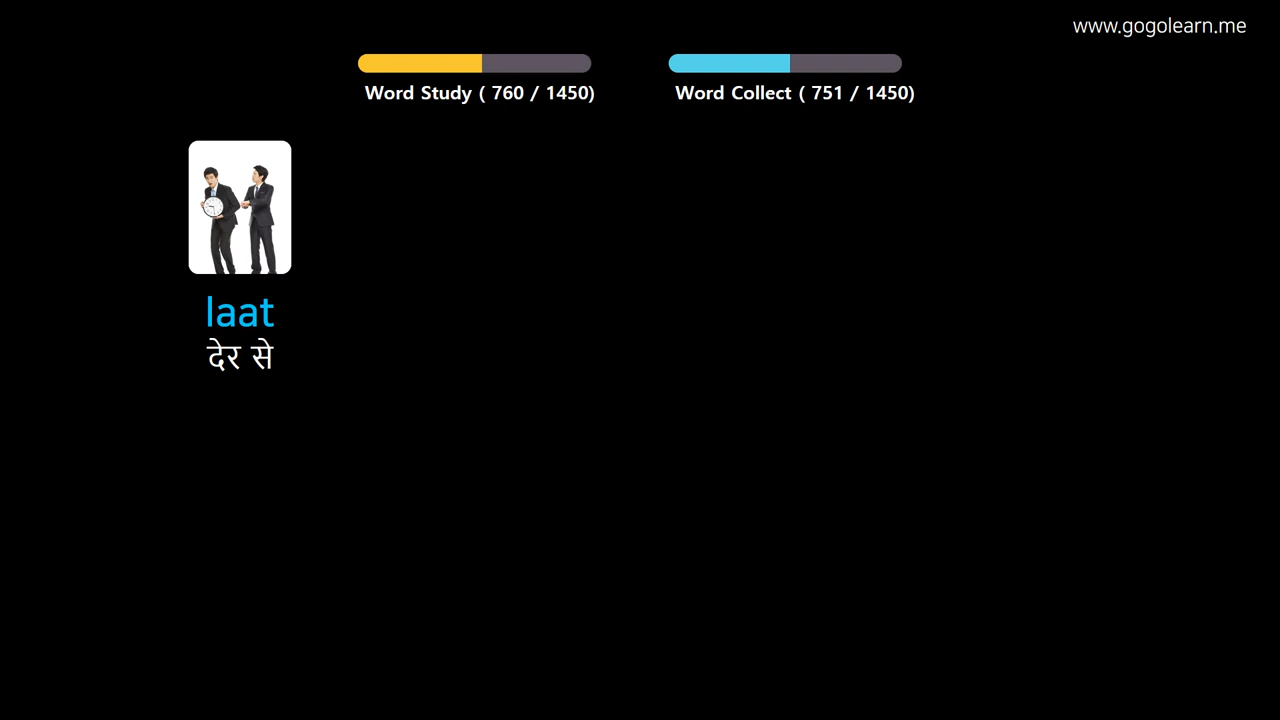 www.gogolearn.me
Word Study ( 760 / 1450)
Word Collect ( 751 / 1450)
laat
देर से